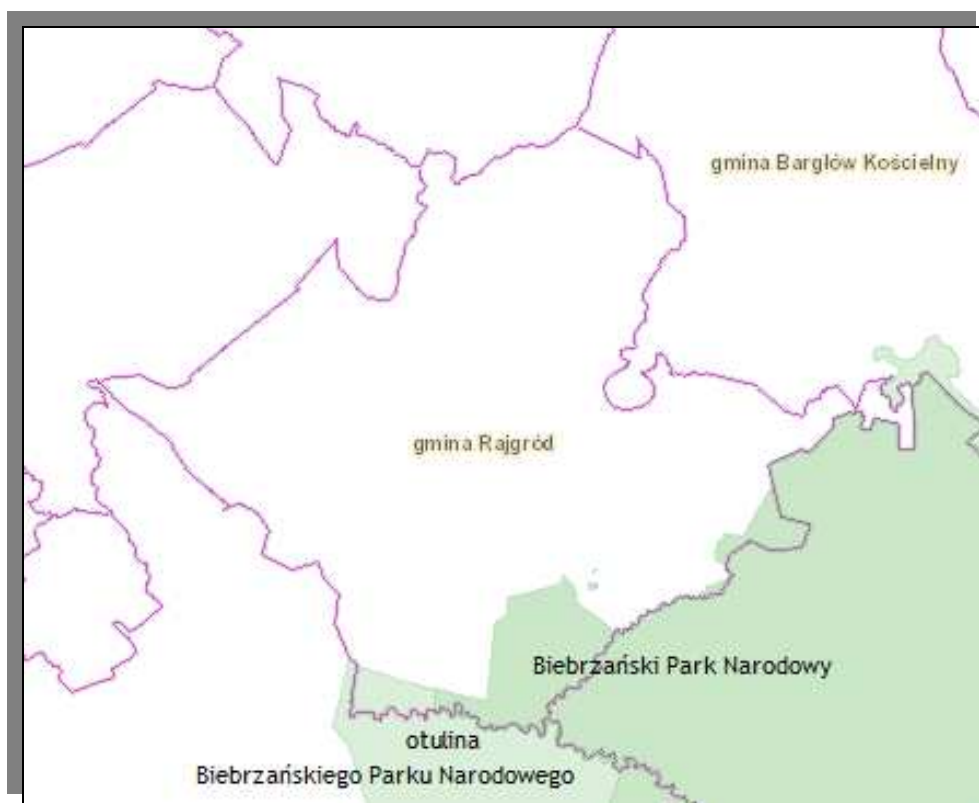 gmina Bargłów Kościelny
gmina Rajgród
Biebrzański Park Narodowy
otulina
Biebrzańskiego Parku Narodowego